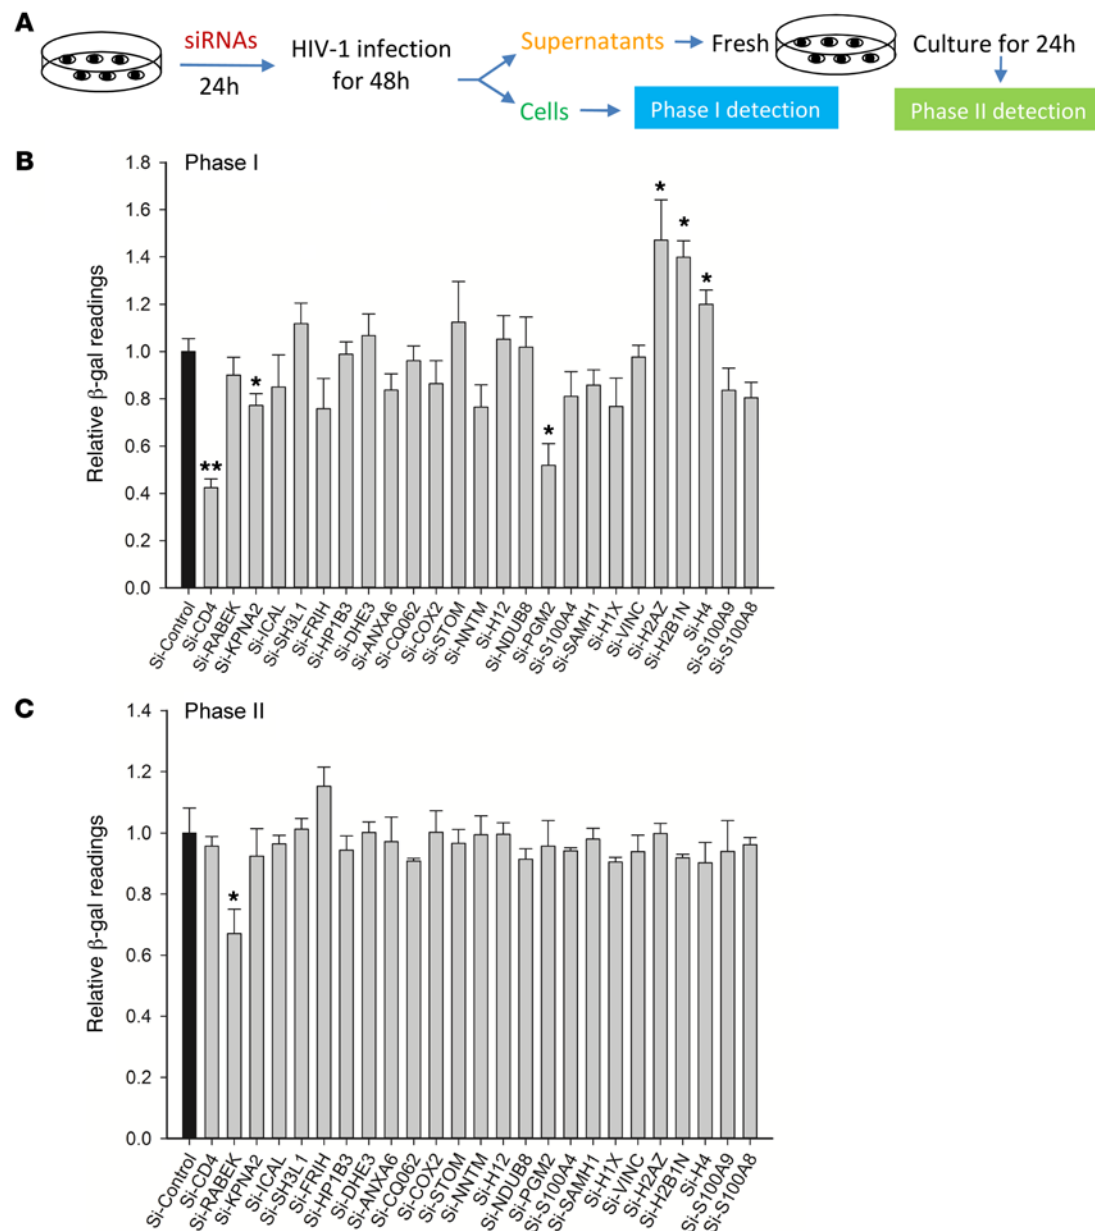 A
siRNAs
24h
HIV-1 infection
for 48h
Supernatants
Fresh
Culture for 24h
Cells
Phase I detection
Phase II detection
B
Phase I
1.8
1.6
1.4
1.2
1.0
0.8
0.6
0.4
0.2
0.0
Relative β-gal readings
*
*
*
*
*
**
Si-Control
Si-CD4
Si-RABEK
Si-KPNA2
Si-ICAL
Si-SH3L1
Si-FRIH
Si-HP1B3
Si-DHE3
Si-ANXA6
Si-CQ062
Si-COX2
Si-STOM
Si-NNTM
Si-H12
Si-NDUB8
Si-PGM2
Si-S100A4
Si-SAMH1
Si-H1X
Si-VINC
Si-H2AZ
Si-H2B1N
Si-H4
Si-S100A9
Si-S100A8
C
Phase II
1.4
1.2
1.0
0.8
0.6
0.4
0.2
0.0
Relative β-gal readings
*
Si-Control
Si-CD4
Si-RABEK
Si-KPNA2
Si-ICAL
Si-SH3L1
Si-FRIH
Si-HP1B3
Si-DHE3
Si-ANXA6
Si-CQ062
Si-COX2
Si-STOM
Si-NNTM
Si-H12
Si-NDUB8
Si-PGM2
Si-S100A4
Si-SAMH1
Si-H1X
Si-VINC
Si-H2AZ
Si-H2B1N
Si-H4
Si-S100A9
Si-S100A8